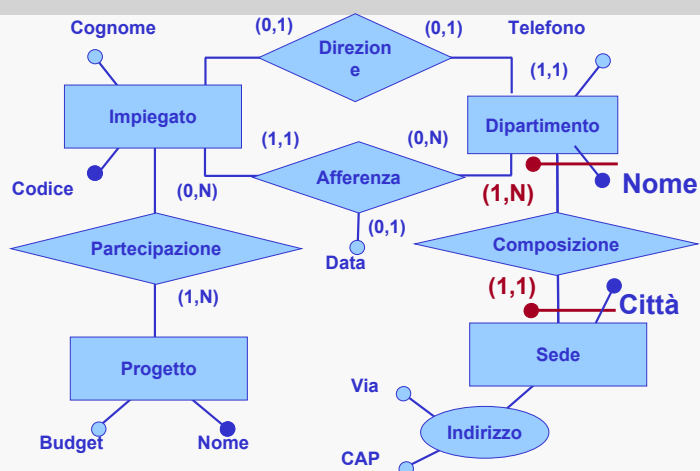 Cognome
(0,1)
(0,1)
Telefono
Direzion
e
(1,1)
Impiegato
Dipartimento
(1,1)
(0,N)
Afferenza
Codice
(0,N)
(1,N)
Nome
(0,1)
Data
Partecipazione
Composizione
(1,N)
(1,1)
Città
Progetto
Sede
Via
Budget
Nome
Indirizzo
CAP